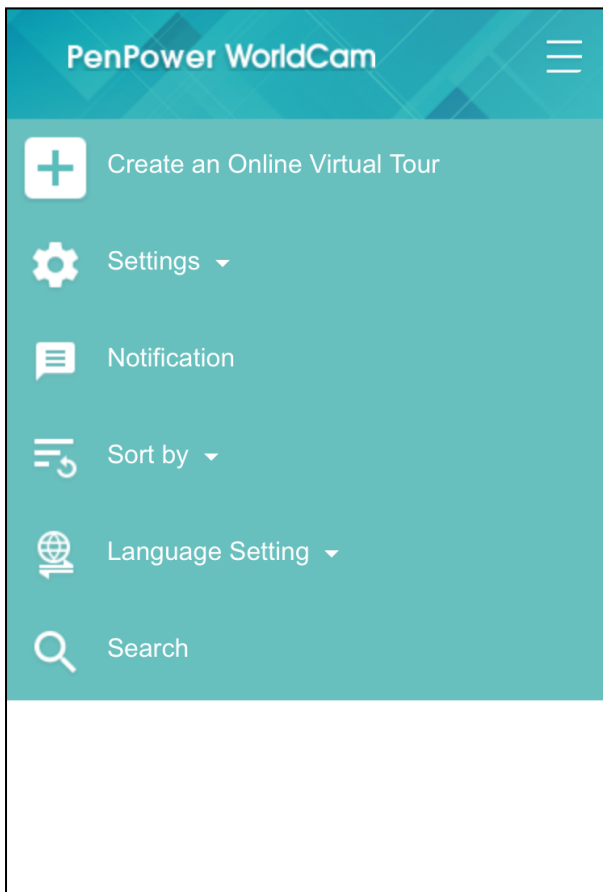 PenPower WorldCam
Create an Online Virtual Tour
Settings
Notification
Sort by
Language Setting
Search